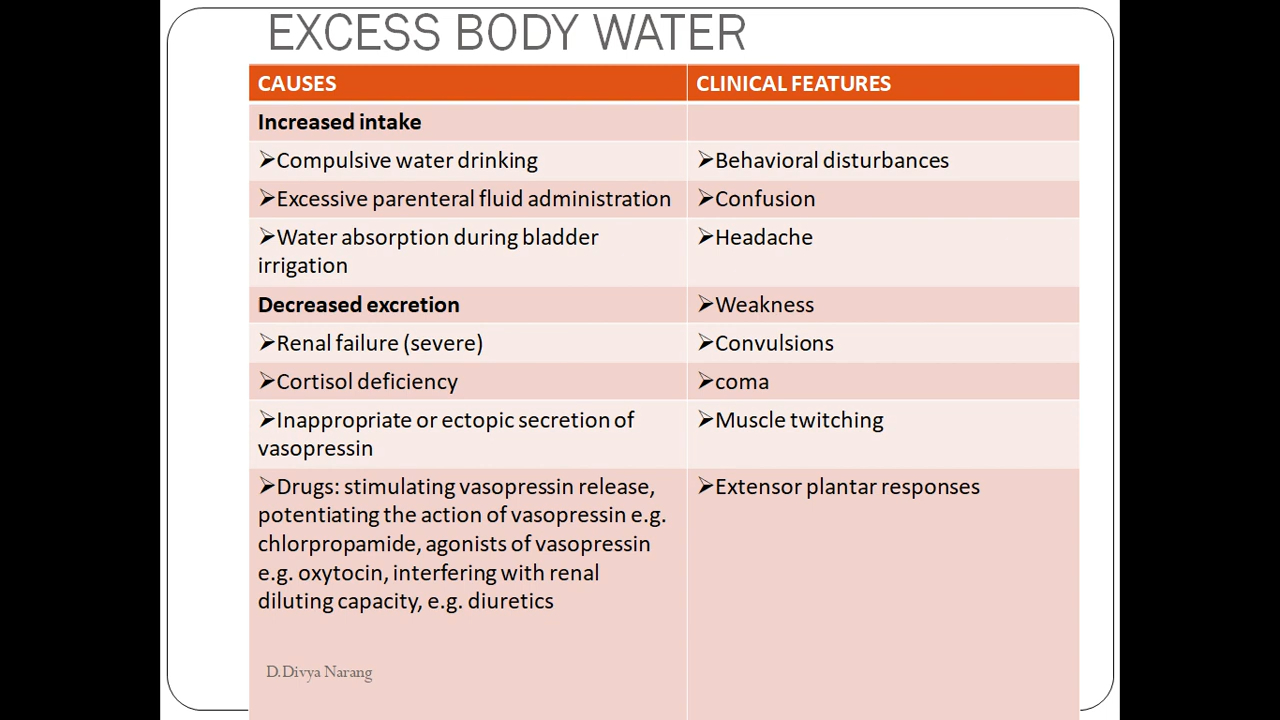 EXCESS BODY WATER
CAUSES
CLINICAL FEATURES
Increased intake
➢Compulsive water drinking
➢Behavioral disturbances
➢Excessive parenteral fluid administration
➢Confusion
➢Water absorption during bladder
irrigation
➢Headache
Decreased excretion
➢Weakness
➢Renal failure (severe)
➢Convulsions
➢Cortisol deficiency
➢coma
➢Inappropriate or ectopic secretion of
vasopressin
➢Muscle twitching
➢Drugs: stimulating vasopressin release,
potentiating the action of vasopressin e.g.
chlorpropamide, agonists of vasopressin
e.g. oxytocin, interfering with renal
diluting capacity, e.g. diuretics
➢Extensor plantar responses
D.Divya Narang